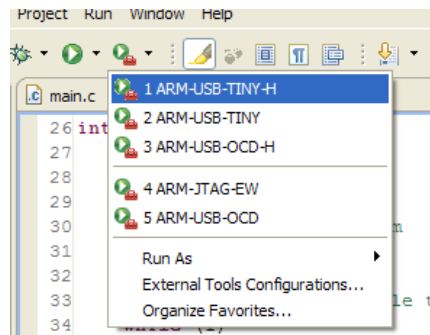 Project Run Window Help
main.c
1 ARM-USB-TINY-H
26 int
2 ARM-USB-TINY
27
3 ARM-USB-OCD-H
28
4 ARM-JTAG-EW
29
5 ARM-USB-OCD
30
31
Run As
32
External Tools Configurations...
33
Organize Favorites...
34 while (1)